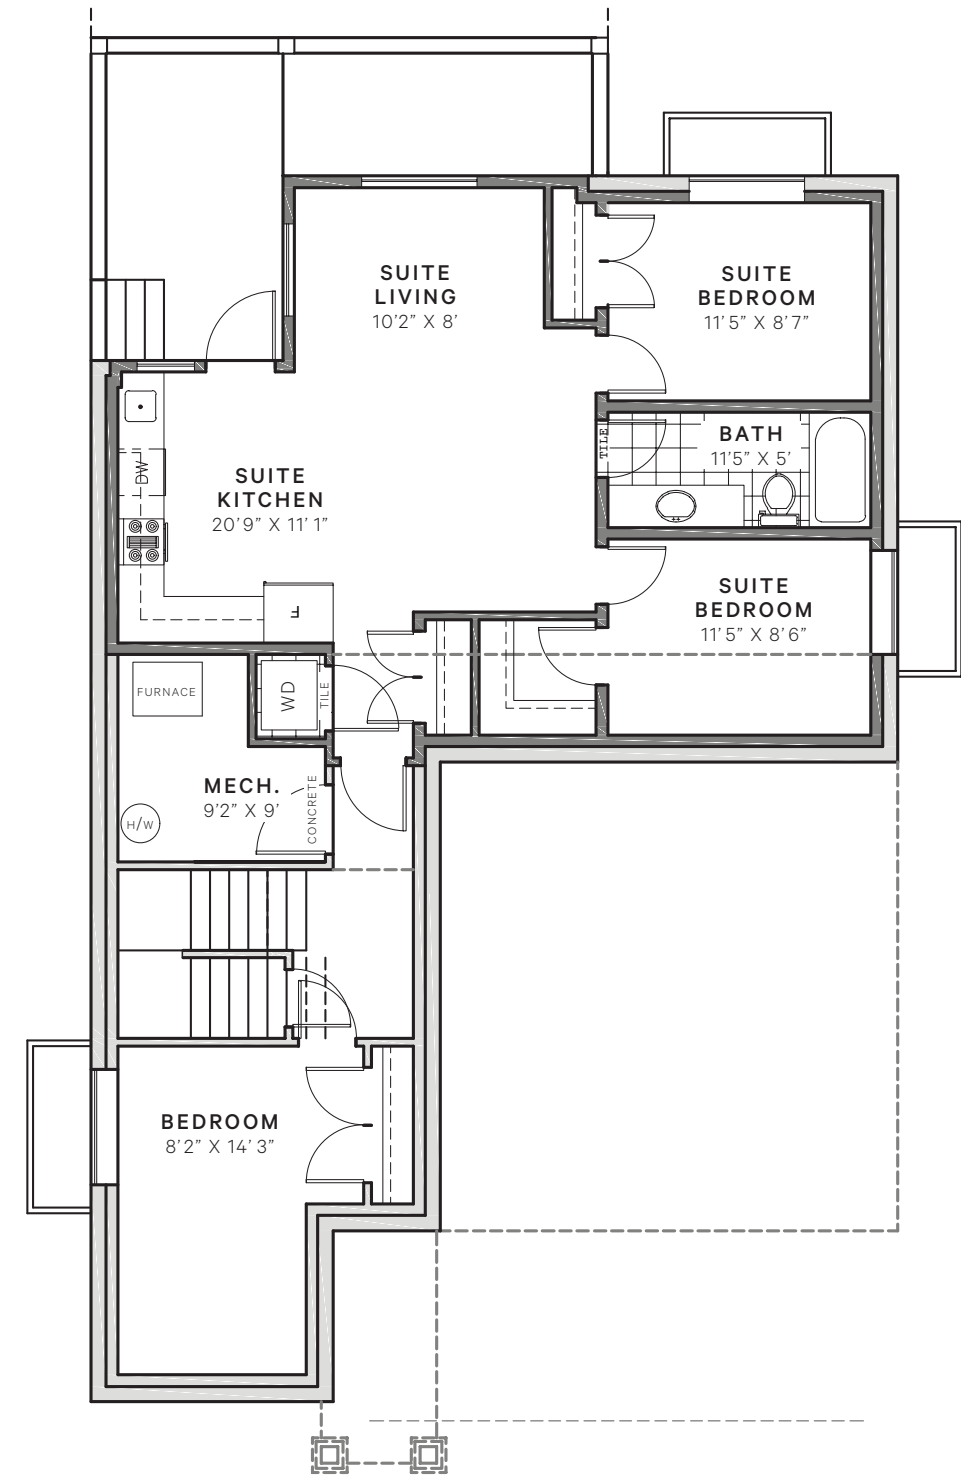 SUITE
LIVING
10'2" X 8'
SUITE
BEDROOM
11'5" X 8'7"
TILE
BATH
11'5" X 5'
DW
SUITE
KITCHEN
20'9" X 11'1"
F
SUITE
BEDROOM
11'5" X 8'6"
FURNACE
WD
TILE
MECH.
9'2" X 9'
CONCRETE
H/W
BEDROOM
8'2" X 14'3"